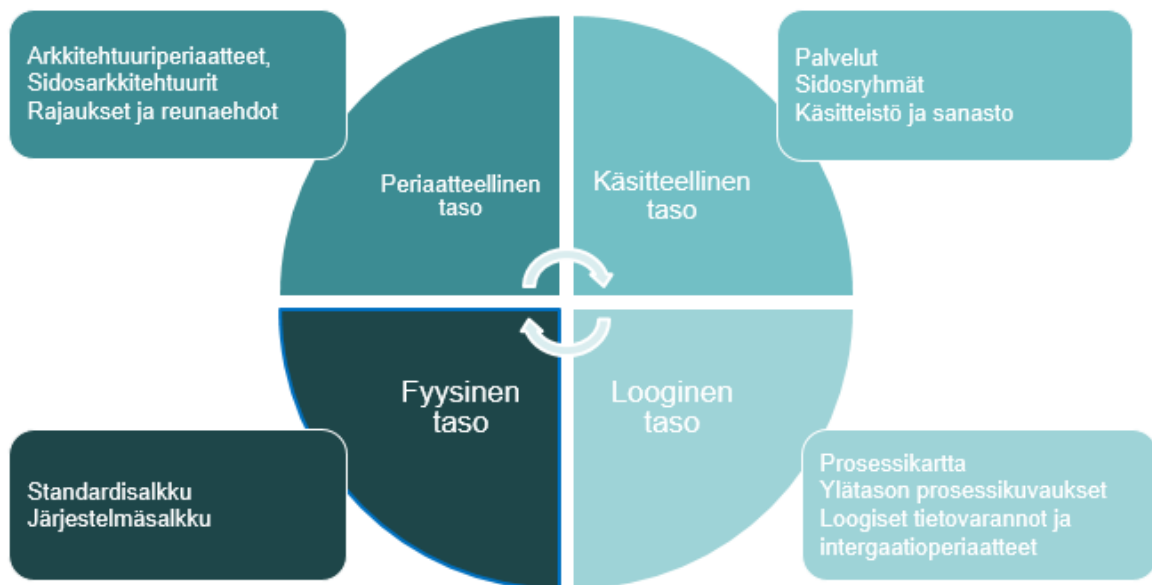 Arkkitehtuuriperiaatteet,
Sidosarkkitehtuurit
Rajaukset ja reunaehdot
Palvelut
Sidosryhmät
Käsitteistö ja sanasto
Periaatteellinen
taso
Käsitteellinen
taso
Fyysinen
taso
Looginen
taso
Standardisalkku
Järjestelmäsalkku
Prosessikartta
Ylätason prosessikuvaukset
Loogiset tietovarannot ja
intergaatioperiaatteet